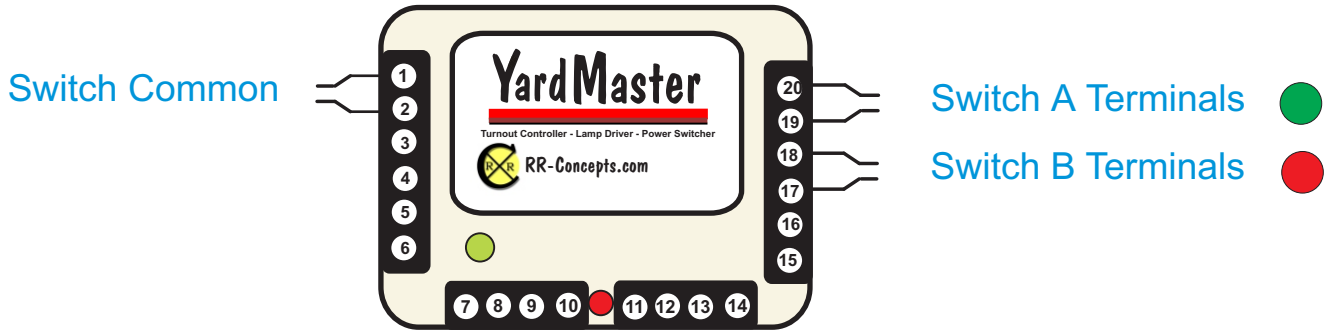 Switch Common
1
2
3
4
5
6
YardMaster
Turnout Controller - Lamp Driver - Power Switcher
R R RR-Concepts.com
7 8 9 10 11 12 13 14
20
19
18
17
16
15
Switch A Terminals
Switch B Terminals